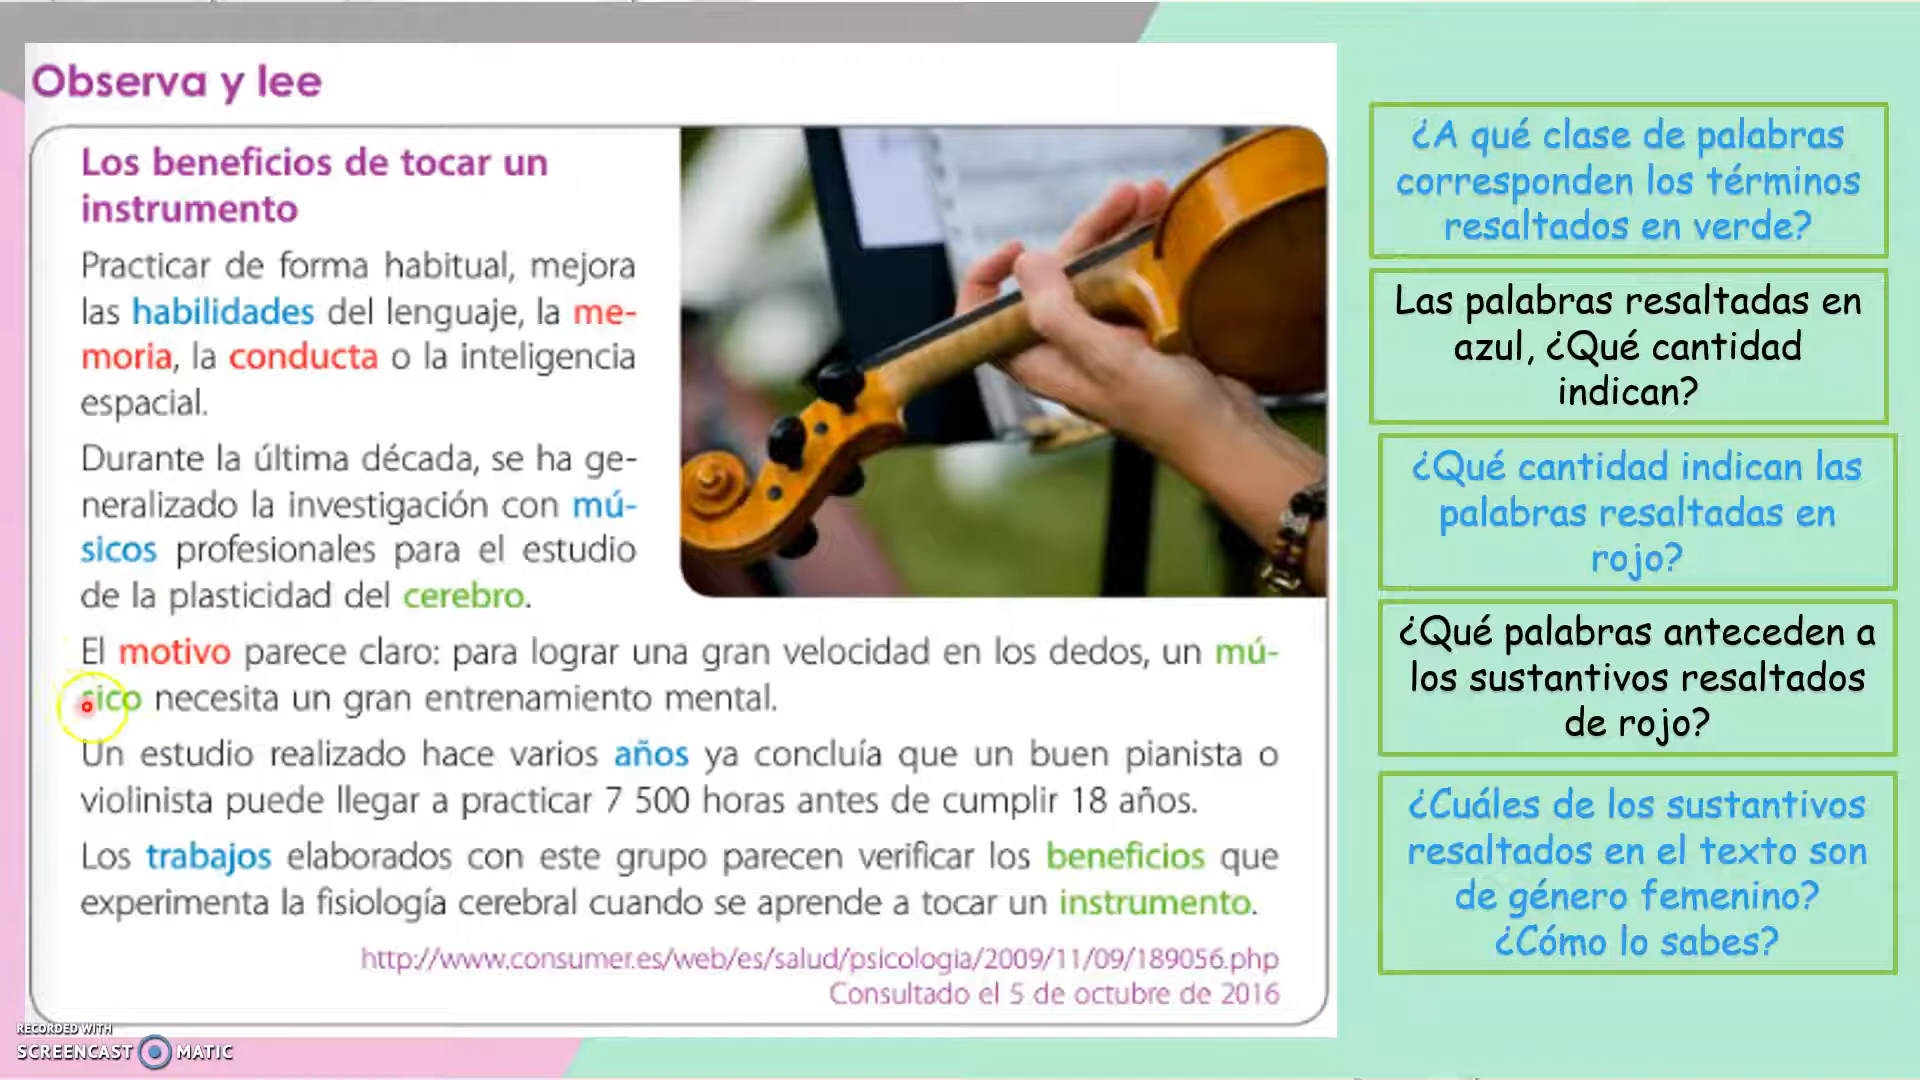 Observa y lee
Los beneficios de tocar un
instrumento
Practicar de forma habitual, mejora
las habilidades del lenguaje, la me-
moria, la conducta o la inteligencia
espacial.
Durante la última década, se ha ge-
neralizado la investigación con mú-
sicos profesionales para el estudio
de la plasticidad del cerebro.
El motivo parece claro: para lograr una gran velocidad en los dedos, un mú-
sico necesita un gran entrenamiento mental.
Un estudio realizado hace varios años ya concluía que un buen pianista o
violinista puede llegar a practicar 7 500 horas antes de cumplir 18 años.
Los trabajos elaborados con este grupo parecen verificar los beneficios que
experimenta la fisiología cerebral cuando se aprende a tocar un instrumento.
http://www.consumer.es/web/es/salud/psicologia/2009/11/09/189056.php
Consultado el 5 de octubre de 2016
¿A qué clase de palabras
corresponden los términos
resaltados en verde?
Las palabras resaltadas en
azul, ¿Qué cantidad
indican?
¿Qué cantidad indican las
palabras resaltadas en
rojo?
¿Qué palabras anteceden a
los sustantivos resaltados
de rojo?
¿Cuáles de los sustantivos
resaltados en el texto son
de género femenino?
¿Cómo lo sabes?
RECORDED WITH
SCREENCAST MATIC